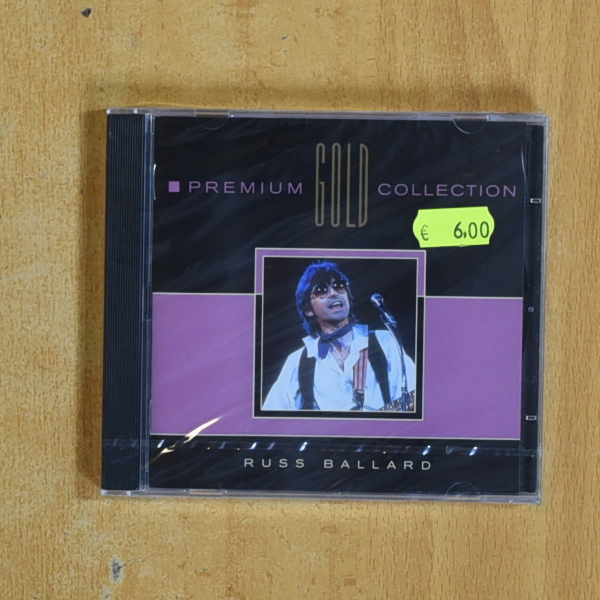 PREMIUM GOLD COLLECTION
€ 6,00
RUSS BALLARD